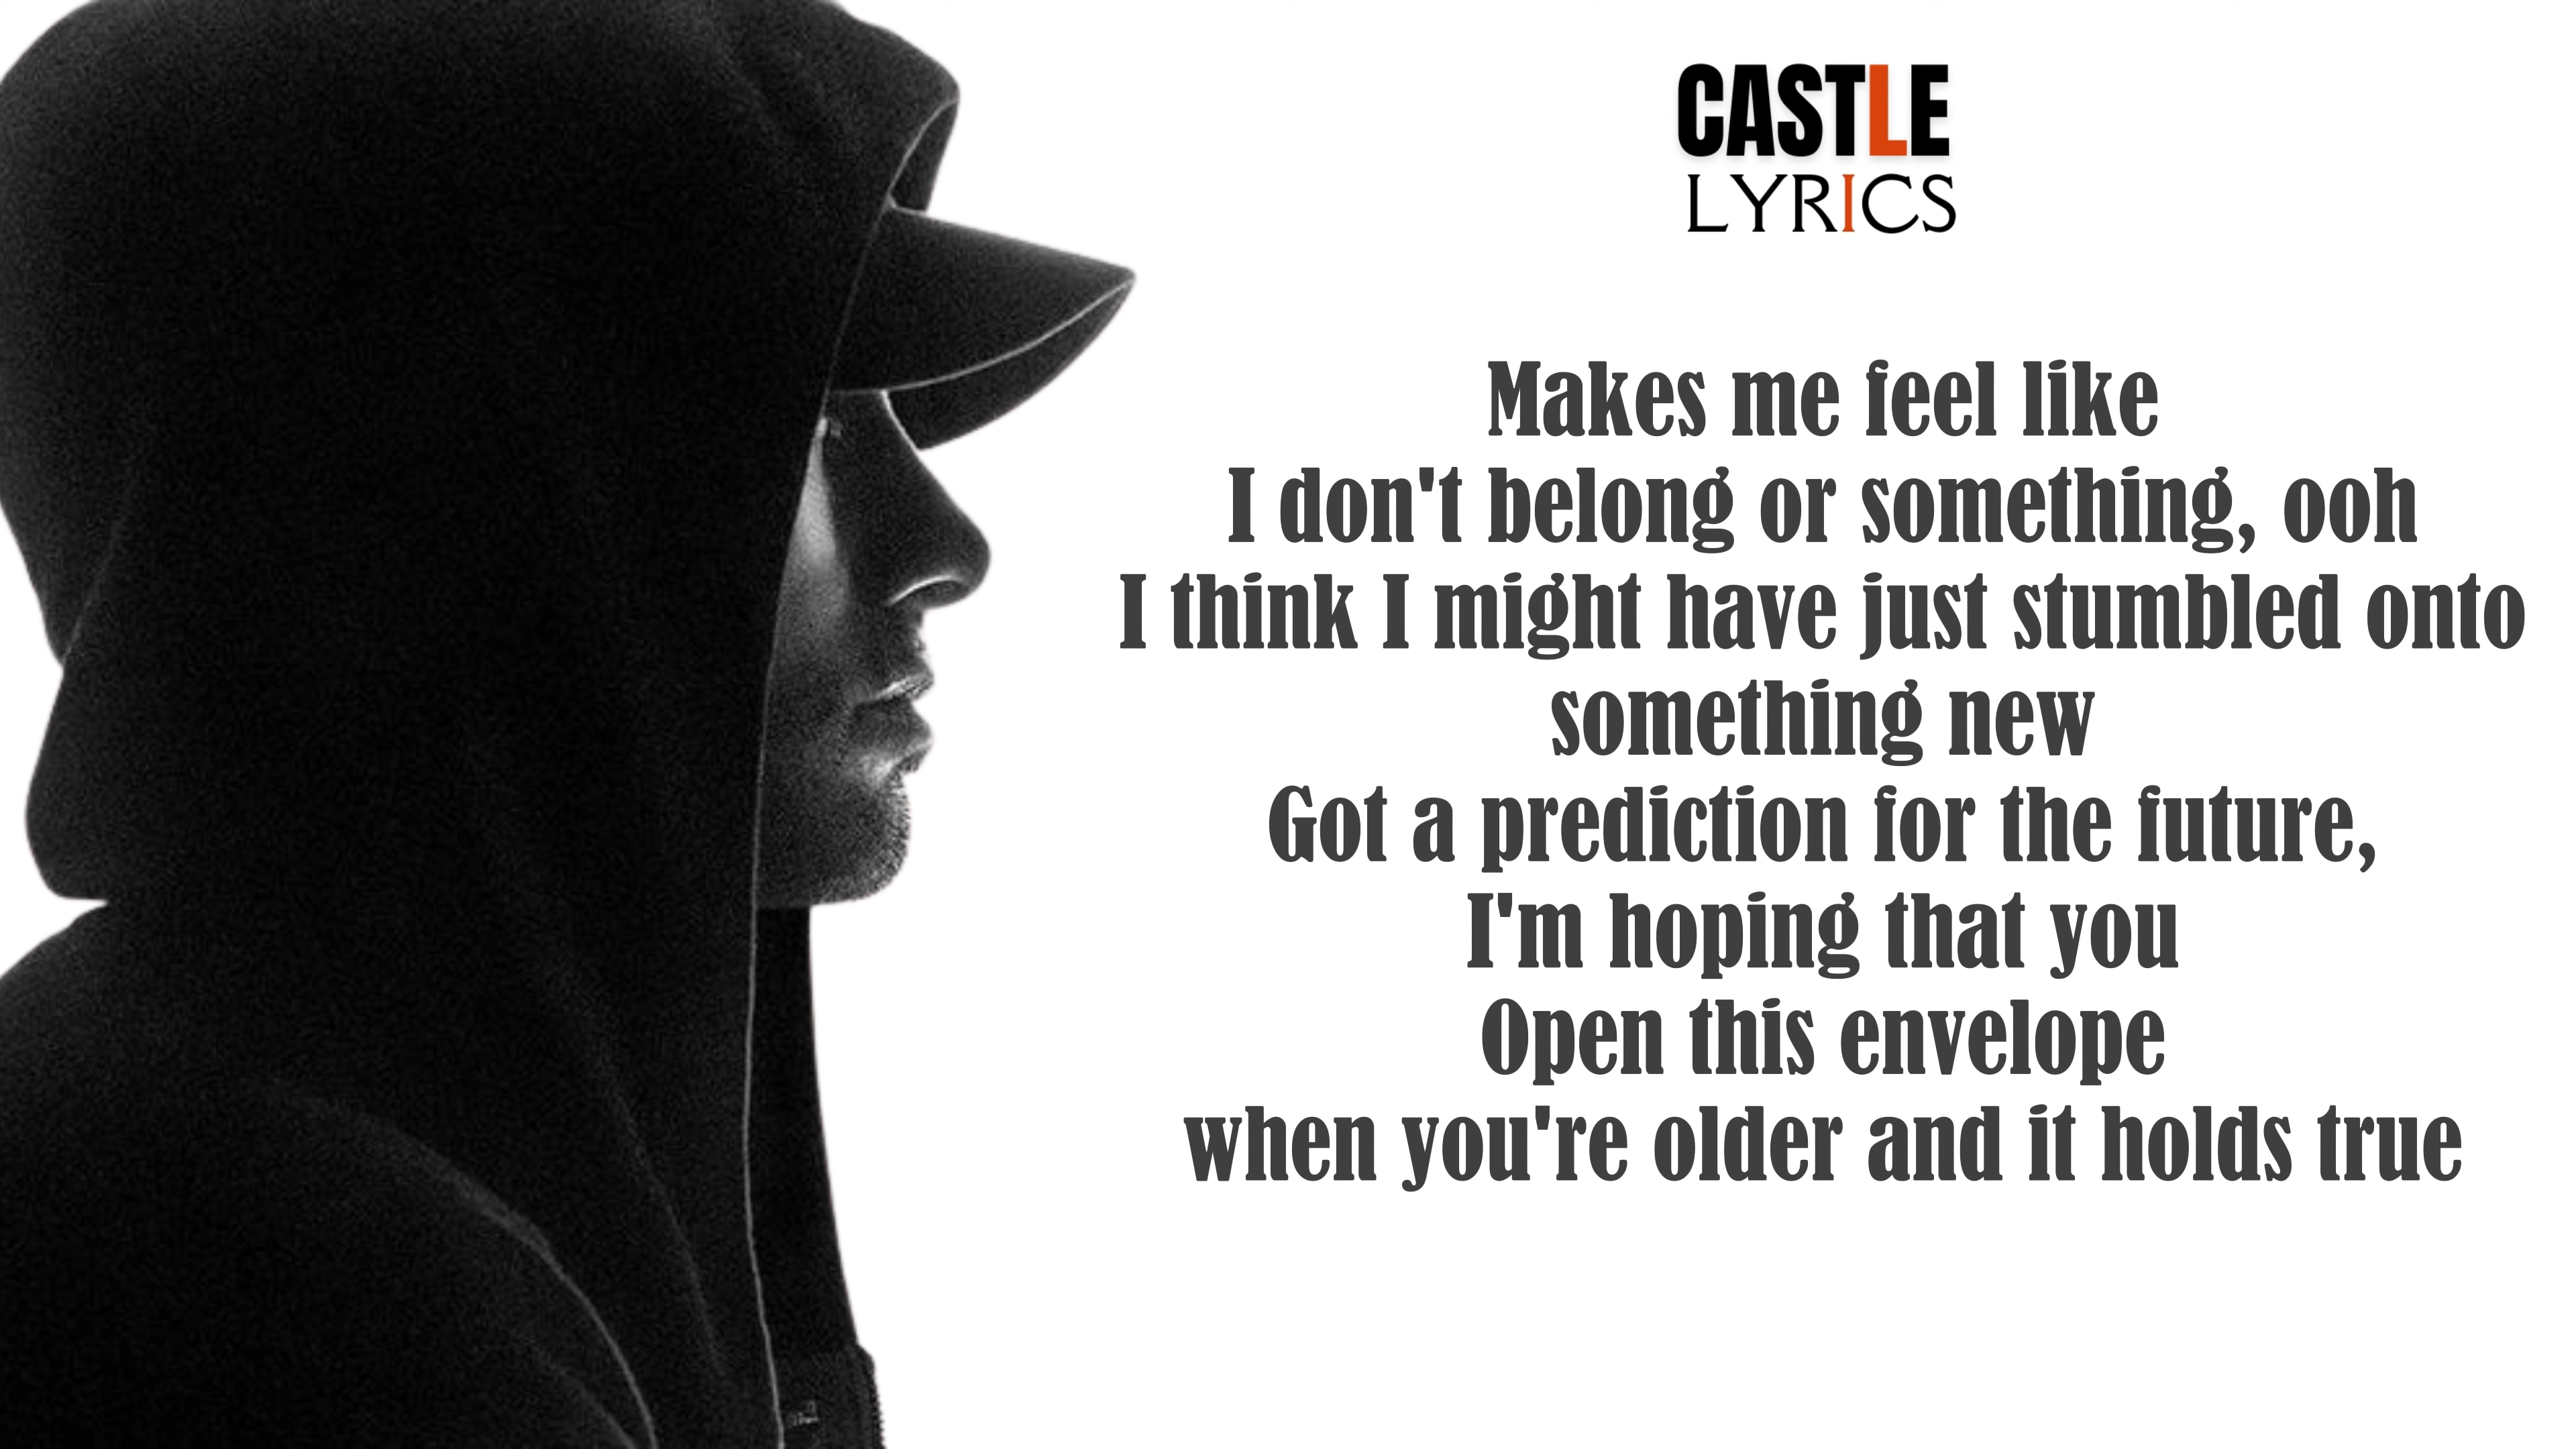 CASTLE
LYRICS
Makes me feel like
I don't belong or something, ooh
I think I might have just stumbled onto
something new
Got a prediction for the future,
I'm hoping that you
Open this envelope
when you're older and it holds true